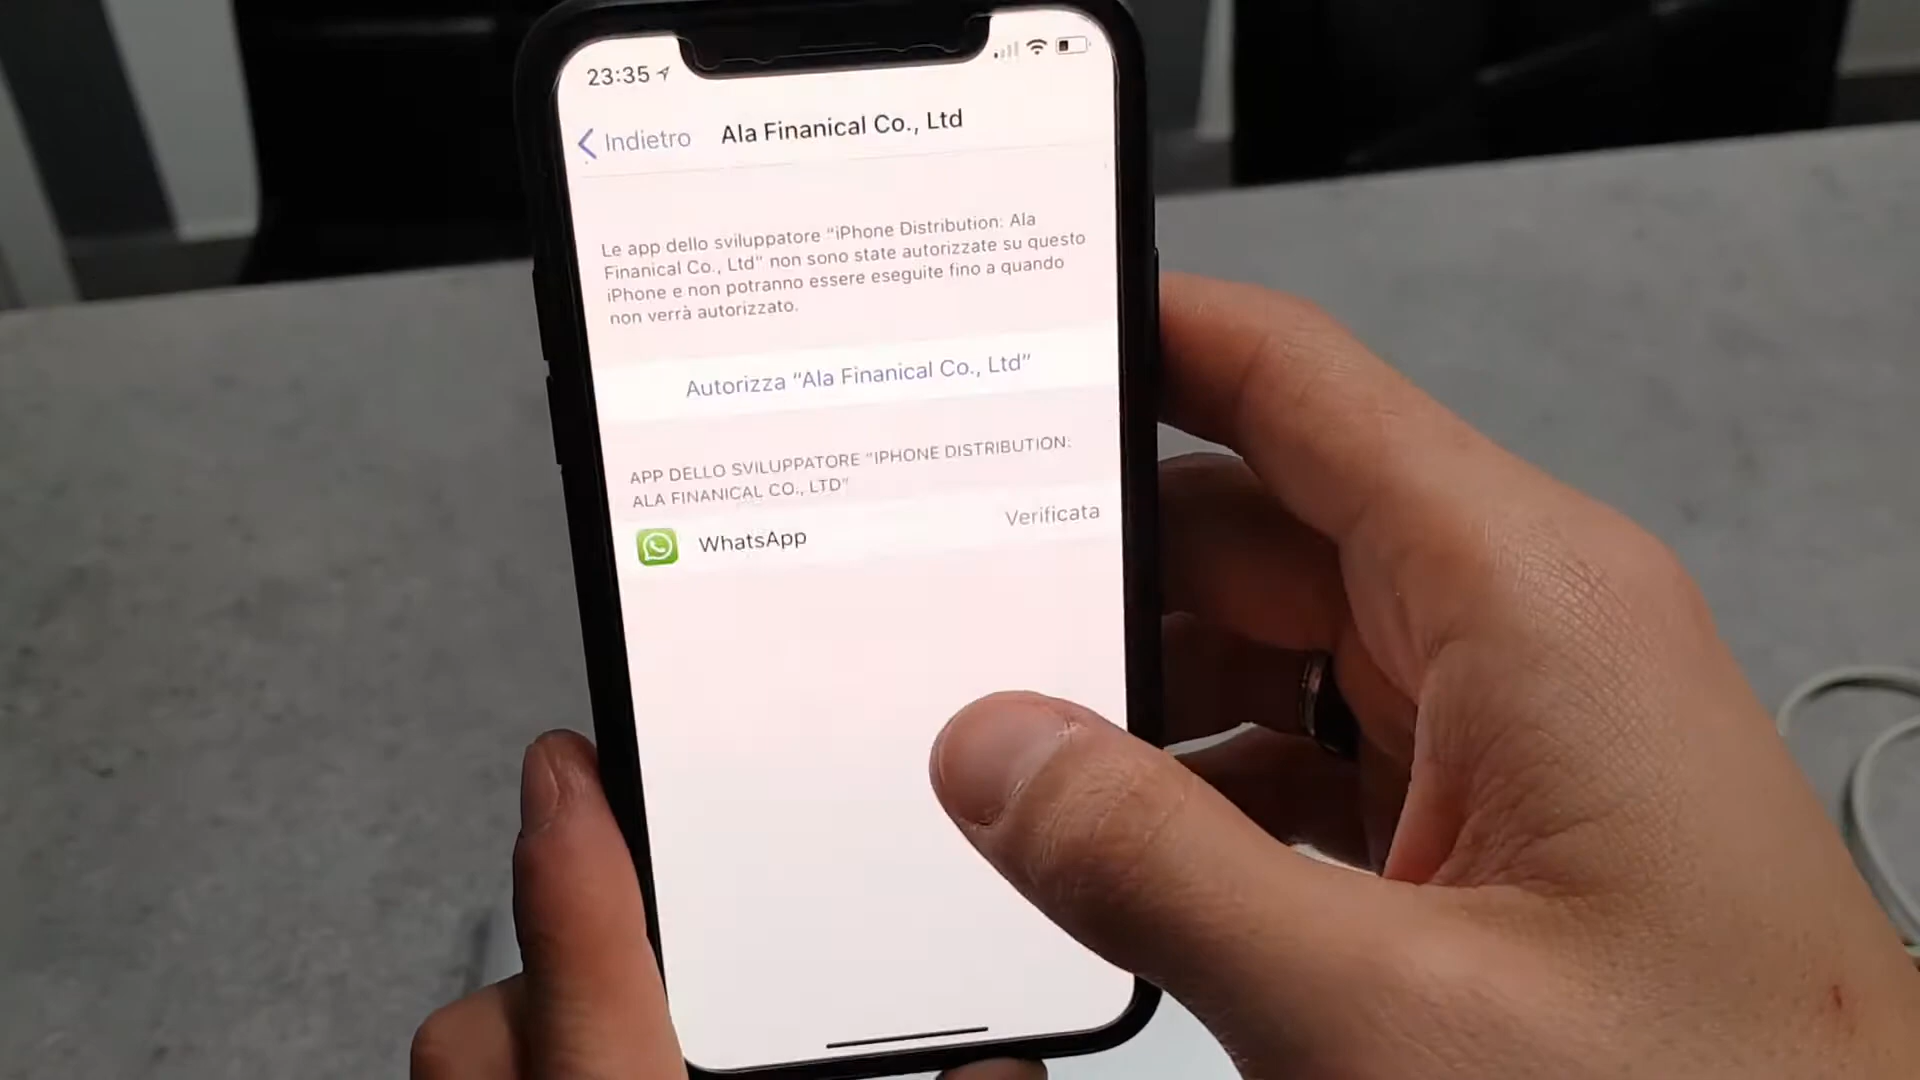 23:35
Indietro
Ala Finanical Co., Ltd
Le app dello sviluppatore “iPhone Distribution: Ala
Finanical Co., Ltd” non sono state autorizzate su questo
iPhone e non potranno essere eseguite fino a quando
non verrà autorizzato.
Autorizza “Ala Finanical Co., Ltd”
APP DELLO SVILUPPATORE “IPHONE DISTRIBUTION:
ALA FINANICAL CO., LTD”
WhatsApp
Verificata